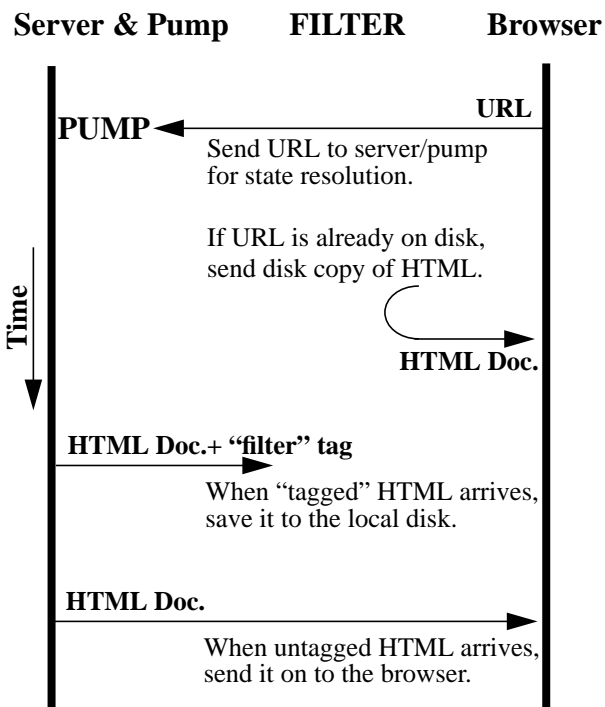 Server & Pump FILTER Browser
URL
PUMP
Send URL to server/pump
for state resolution.
If URL is already on disk,
send disk copy of HTML.
Time
HTML Doc.
HTML Doc.+ “filter” tag
When “tagged” HTML arrives,
save it to the local disk.
HTML Doc.
When untagged HTML arrives,
send it on to the browser.